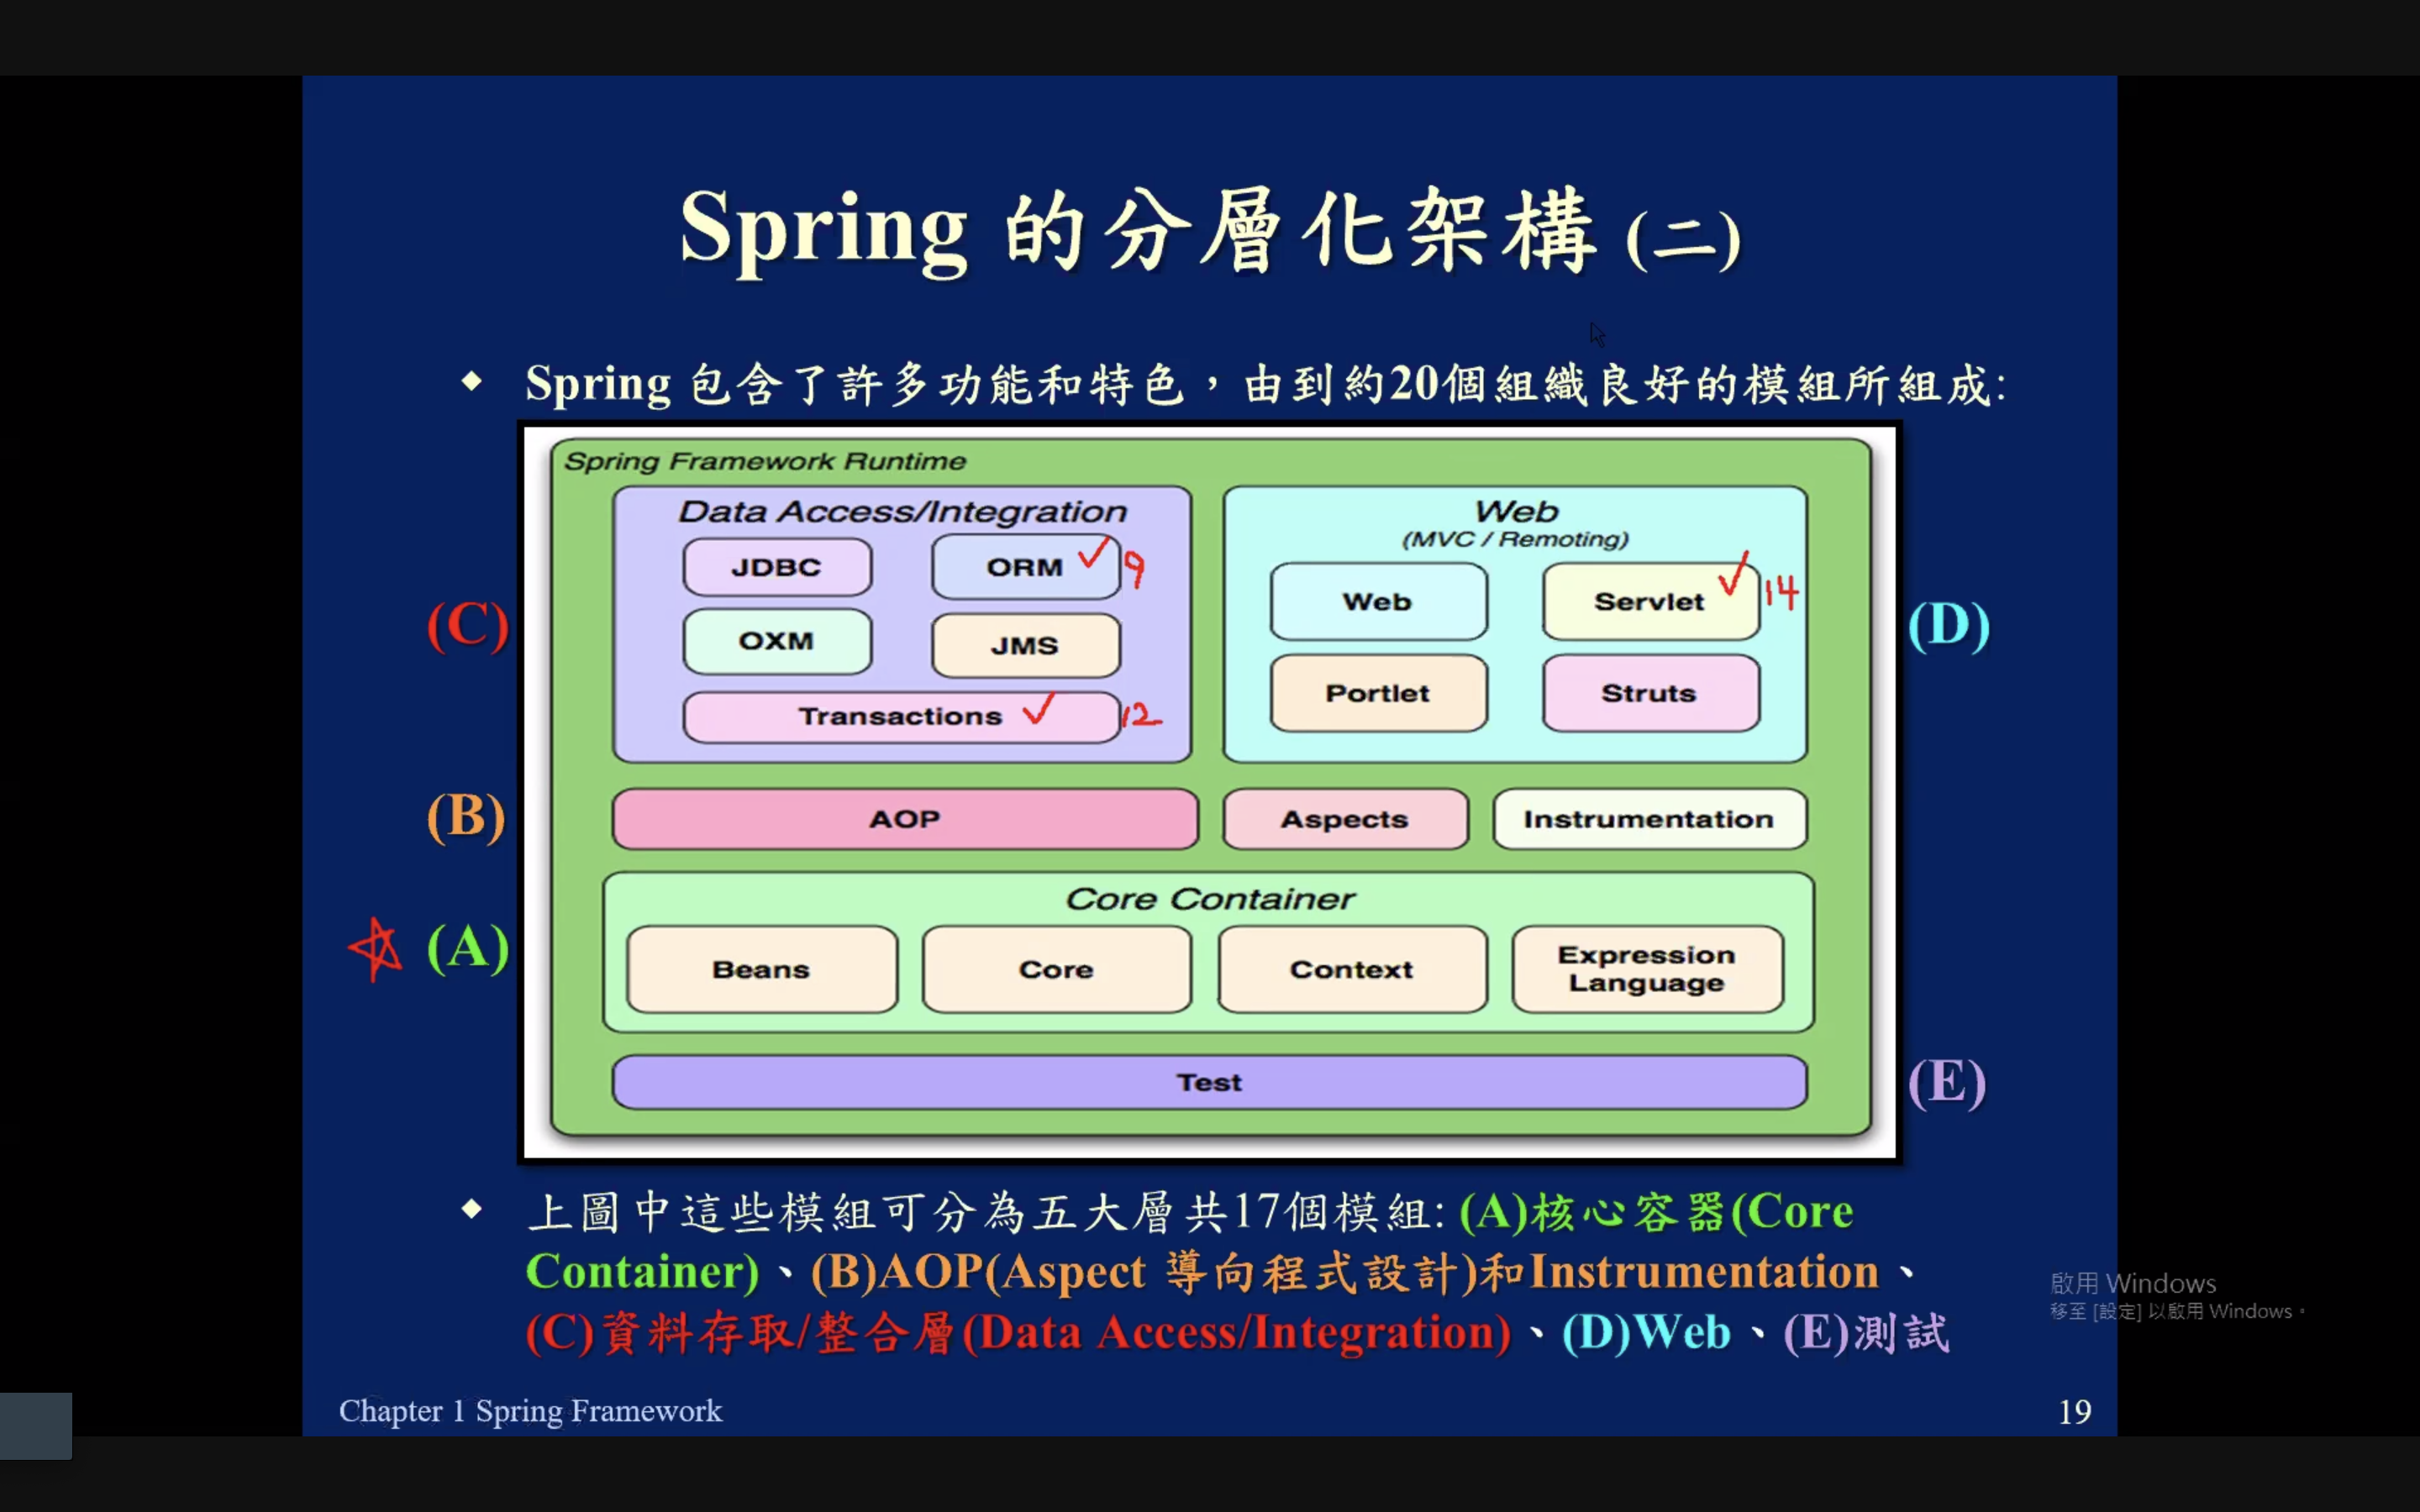 Spring 的分層化架構 (二)
◆ Spring 包含了許多功能和特色，由到約20個組織良好的模組所組成:
Spring Framework Runtime
Data Access/Integration
JDBC
ORM
9
OXM
JMS
Transactions
12
(C)
Web
(MVC / Remoting)
Web
Servlet
14
Portlet
Struts
(D)
(B)
AOP
Aspects
Instrumentation
(A)
Core Container
Beans
Core
Context
Expression
Language
Test
(E)
◆ 上圖中這些模組可分為五大層共17個模組: (A)核心容器(Core
Container)、(B)AOP(Aspect 導向程式設計)和Instrumentation、
(C)資料存取/整合層(Data Access/Integration)、(D)Web、(E)測試
啟用 Windows
移至 [設定] 以啟用 Windows。
Chapter 1 Spring Framework
19